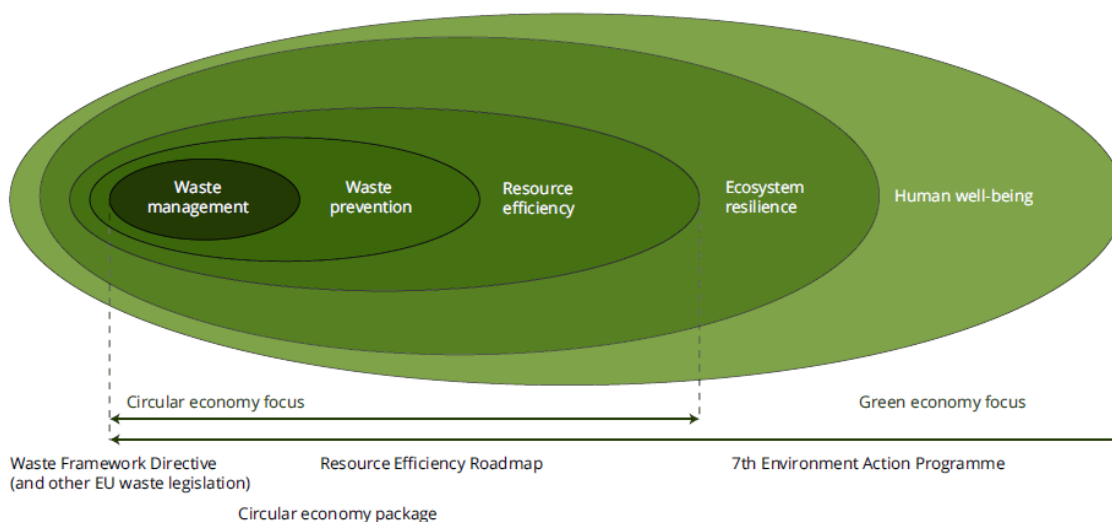 Waste
management
Waste
prevention
Resource
efficiency
Ecosystem
resilience
Human well-being
Circular economy focus
Green economy focus
Waste Framework Directive
(and other EU waste legislation)
Resource Efficiency Roadmap
7th Environment Action Programme
Circular economy package